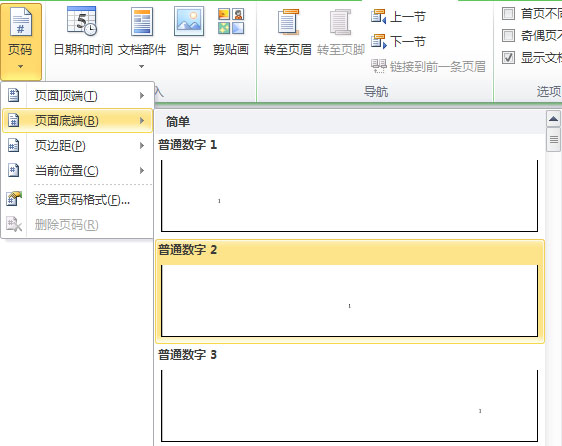 页码
日期和时间
文档部件
图片
剪贴画
转至页眉
转至页脚
上一节
下一节
链接到前一条页眉
首页不同
奇偶页不
显示文档
入
导航
选项
页面顶端(T)
页面底端(B)
页边距(P)
当前位置(C)
设置页码格式(F)...
删除页码(R)
简单
普通数字 1
1
普通数字 2
1
普通数字 3
1